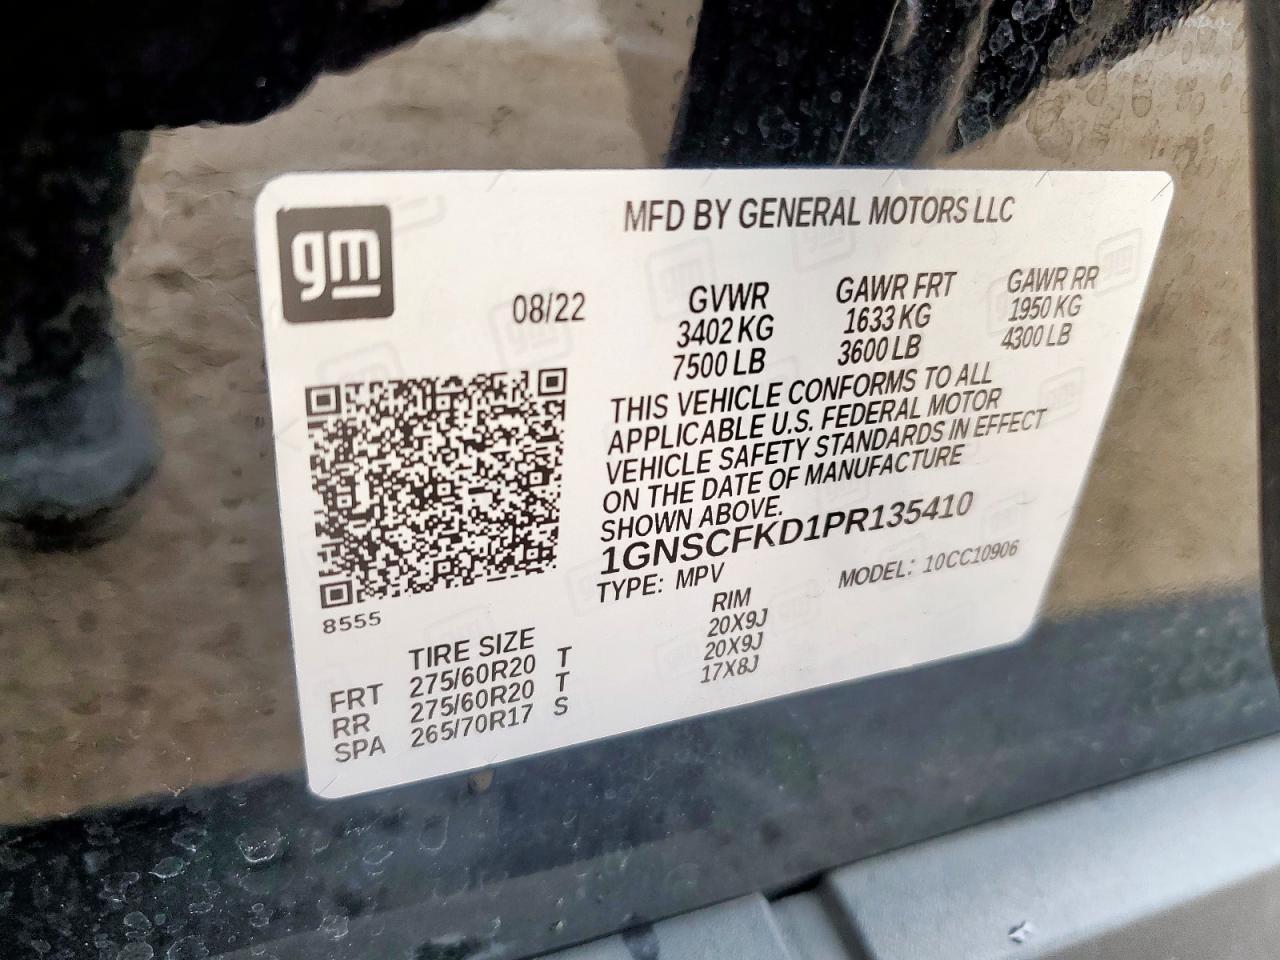 gm
MFD BY GENERAL MOTORS LLC
08/22
GVWR GAWR FRT GAWR RR
3402 KG 1633 KG 1950 KG
7500 LB 3600 LB 4300 LB
THIS VEHICLE CONFORMS TO ALL
APPLICABLE U.S. FEDERAL MOTOR
VEHICLE SAFETY STANDARDS IN EFFECT
ON THE DATE OF MANUFACTURE
SHOWN ABOVE.
1GNSCFKD1PR135410
TYPE: MPV MODEL: 10CC10906
8555
TIRE SIZE RIM
FRT 275/60R20 T 20X9J
RR 275/60R20 T 20X9J
SPA 265/70R17 S 17X8J